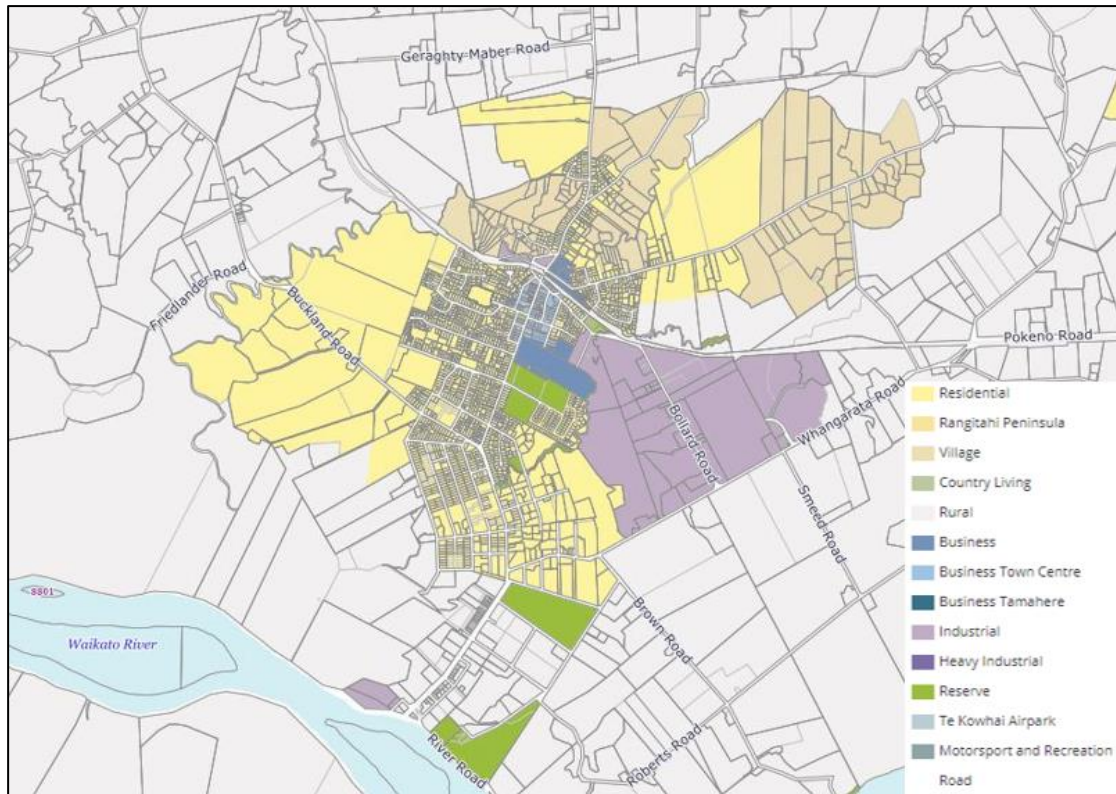 Geraghty Maber Road
Friedlander Road
Buckland Road
Pokeno Road
Whangarata Road
Bollard Road
Smeed Road
8801
Waikato River
Brown Road
Roberts Road
River Road
Residential
Rangitahi Peninsula
Village
Country Living
Rural
Business
Business Town Centre
Business Tamahere
Industrial
Heavy Industrial
Reserve
Te Kowhai Airpark
Motorsport and Recreation
Road